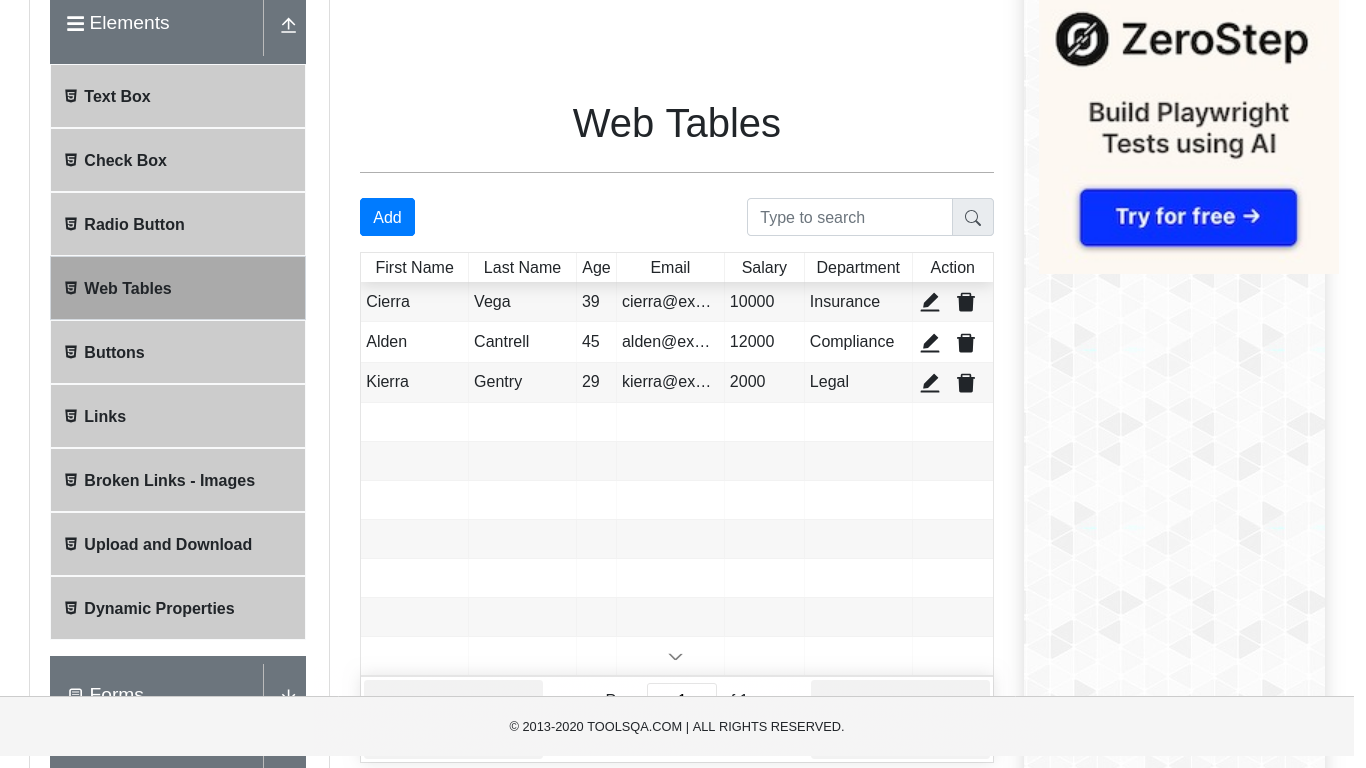 Elements
Text Box
Check Box
Radio Button
Web Tables
Buttons
Links
Broken Links - Images
Upload and Download
Dynamic Properties
Forms
Web Tables
Add
Type to search
First Name Last Name Age Email Salary Department Action
Cierra Vega 39 cierra@ex… 10000 Insurance
Alden Cantrell 45 alden@ex… 12000 Compliance
Kierra Gentry 29 kierra@ex… 2000 Legal
ZeroStep
Build Playwright
Tests using AI
Try for free →
© 2013-2020 TOOLSQA.COM | ALL RIGHTS RESERVED.